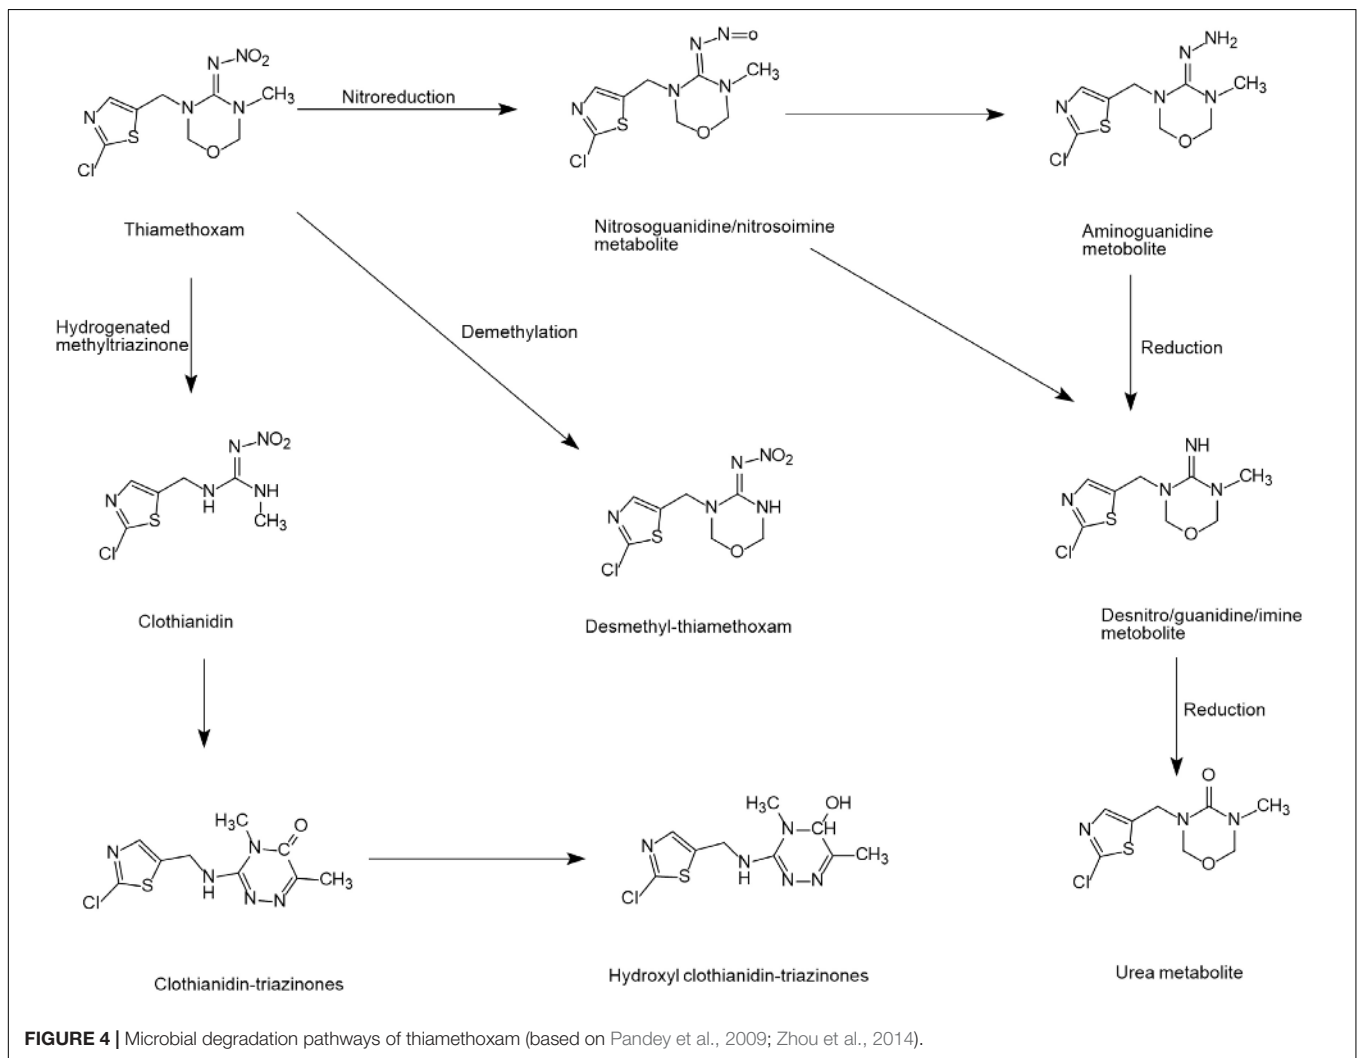 N NO₂
N N CH₃
N S O
Cl
Thiamethoxam
Nitroreduction
N N=o
N N CH₃
N S O
Cl
Nitrosoguanidine/nitrosoimine
metabolite
N NH₂
N N CH₃
N S O
Cl
Aminoguanidine
metobolite
Hydrogenated
methyltriazinone
Demethylation
Reduction
N NO₂
N H NH
N S CH₃
Cl
Clothianidin
N NO₂
N NH
N S O
Cl
Desmethyl-thiamethoxam
NH
N N CH₃
N S O
Cl
Desnitro/guanidine/imine
metobolite
Reduction
H₃C O
N C
N S N H CH₃
N N
Cl
Clothianidin-triazinones
H₃C OH
N CH
N S N H CH₃
N N
Cl
Hydroxyl clothianidin-triazinones
O
N N CH₃
N S O
Cl
Urea metabolite
FIGURE 4 | Microbial degradation pathways of thiamethoxam (based on Pandey et al., 2009; Zhou et al., 2014).